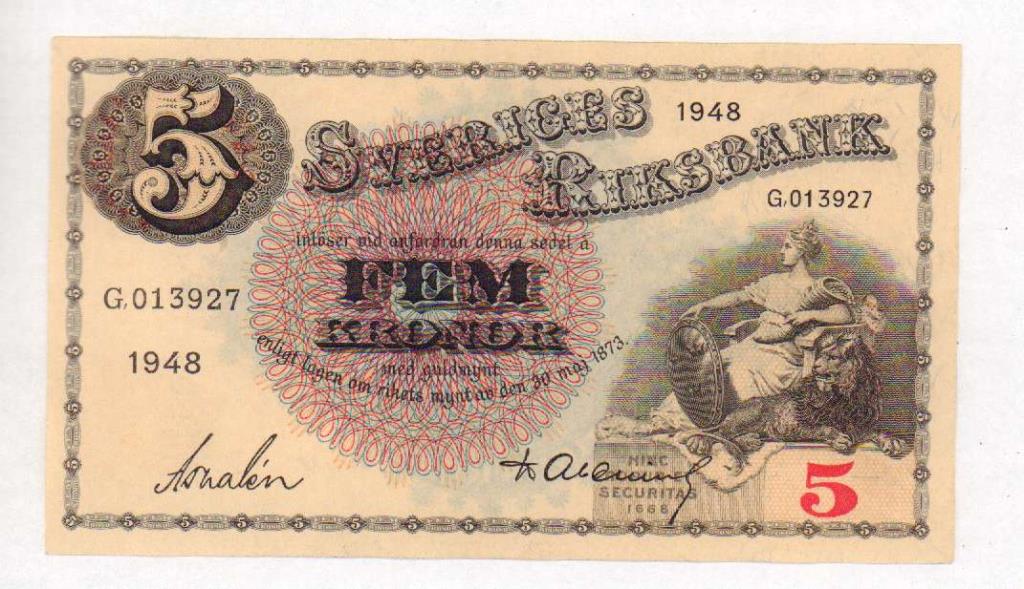 5
SVERIGES
RIKSBANK
1948
G,013927
inlöser vid anfordran denna sedel å
FEM
KRONOR
med guldmynt
enligt lagen om rikets mynt av den 30 maj 1873.
G,013927
1948
HINC
SECURITAS
1668
5